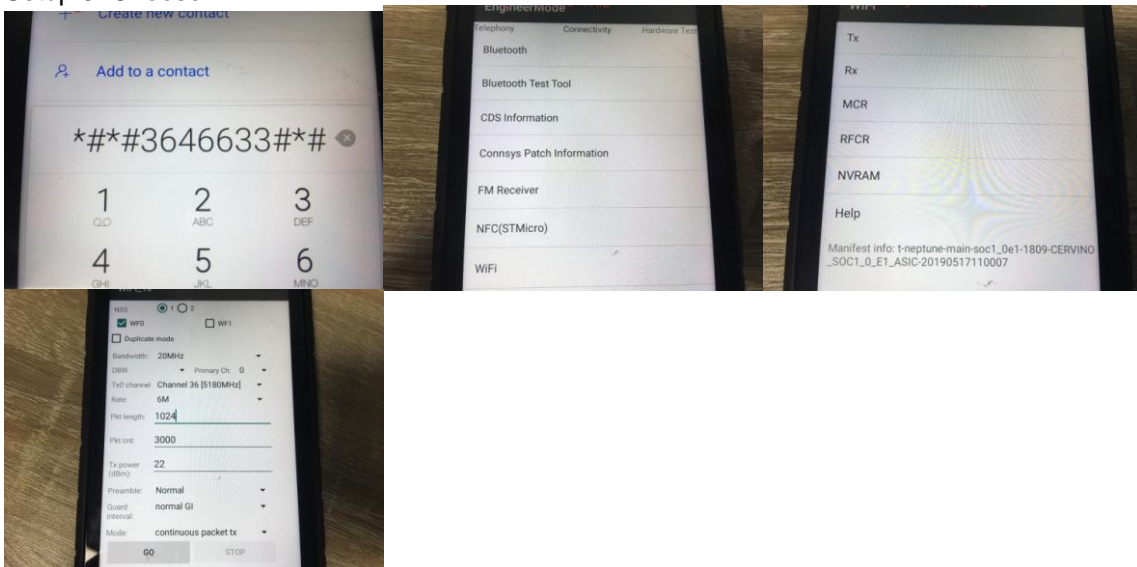 Create new contact
Add to a contact
*#*#3646633#*#
1
2
3
ABC
DEF
4
5
6
GHI
JKL
MNO
EngineerMode
Telephony
Connectivity
Hardware Test
Bluetooth
Bluetooth Test Tool
CDS Information
Connsys Patch Information
FM Receiver
NFC(STMicro)
WiFi
WiFi
Tx
Rx
MCR
RFCR
NVRAM
Help
Manifest info: t-neptune-main-soc1_0e1-1809-CERVINO
_SOC1_0_E1_ASIC-20190517110007
NSS: 1 2
WF0 WF1
Duplicate mode
Bandwidth: 20MHz
DBW: Primary Ch: 0
Tx0 channel Channel 36 [5180MHz]
Rate: 6M
Pkt length: 1024
Pkt cnt: 3000
Tx power 22
(dBm):
Preamble: Normal
Guard normal GI
interval:
Mode: continuous packet tx
GO STOP